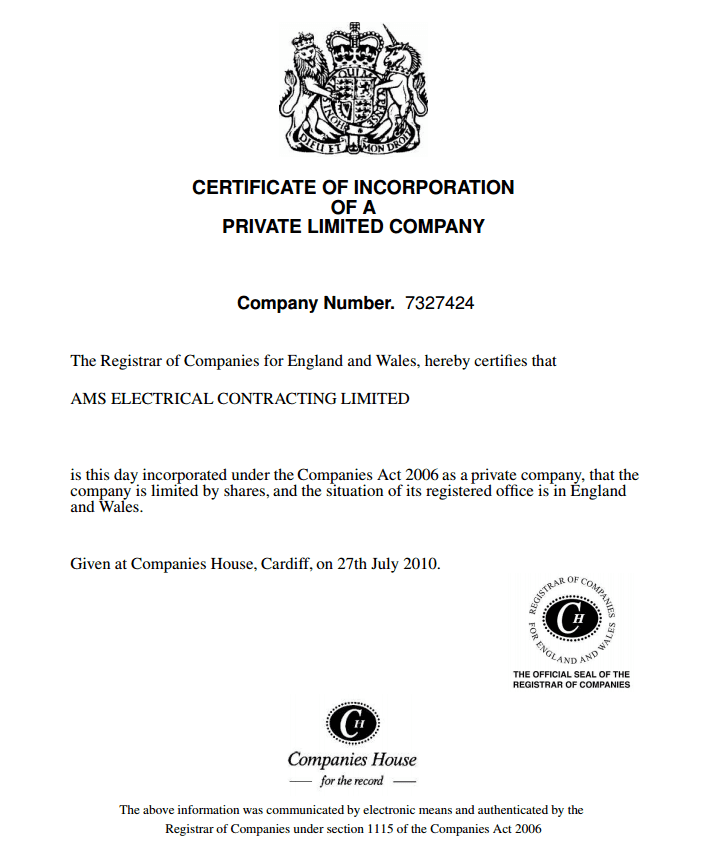 QUI MAL
HONI
PENSE
DIEU ET MON DROIT
CERTIFICATE OF INCORPORATION
OF A
PRIVATE LIMITED COMPANY
Company Number. 7327424
The Registrar of Companies for England and Wales, hereby certifies that
AMS ELECTRICAL CONTRACTING LIMITED
is this day incorporated under the Companies Act 2006 as a private company, that the
company is limited by shares, and the situation of its registered office is in England
and Wales.
Given at Companies House, Cardiff, on 27th July 2010.
REGISTRAR OF COMPANIES
FOR ENGLAND AND WALES
CH
THE OFFICIAL SEAL OF THE
REGISTRAR OF COMPANIES
CH
Companies House
for the record
The above information was communicated by electronic means and authenticated by the
Registrar of Companies under section 1115 of the Companies Act 2006